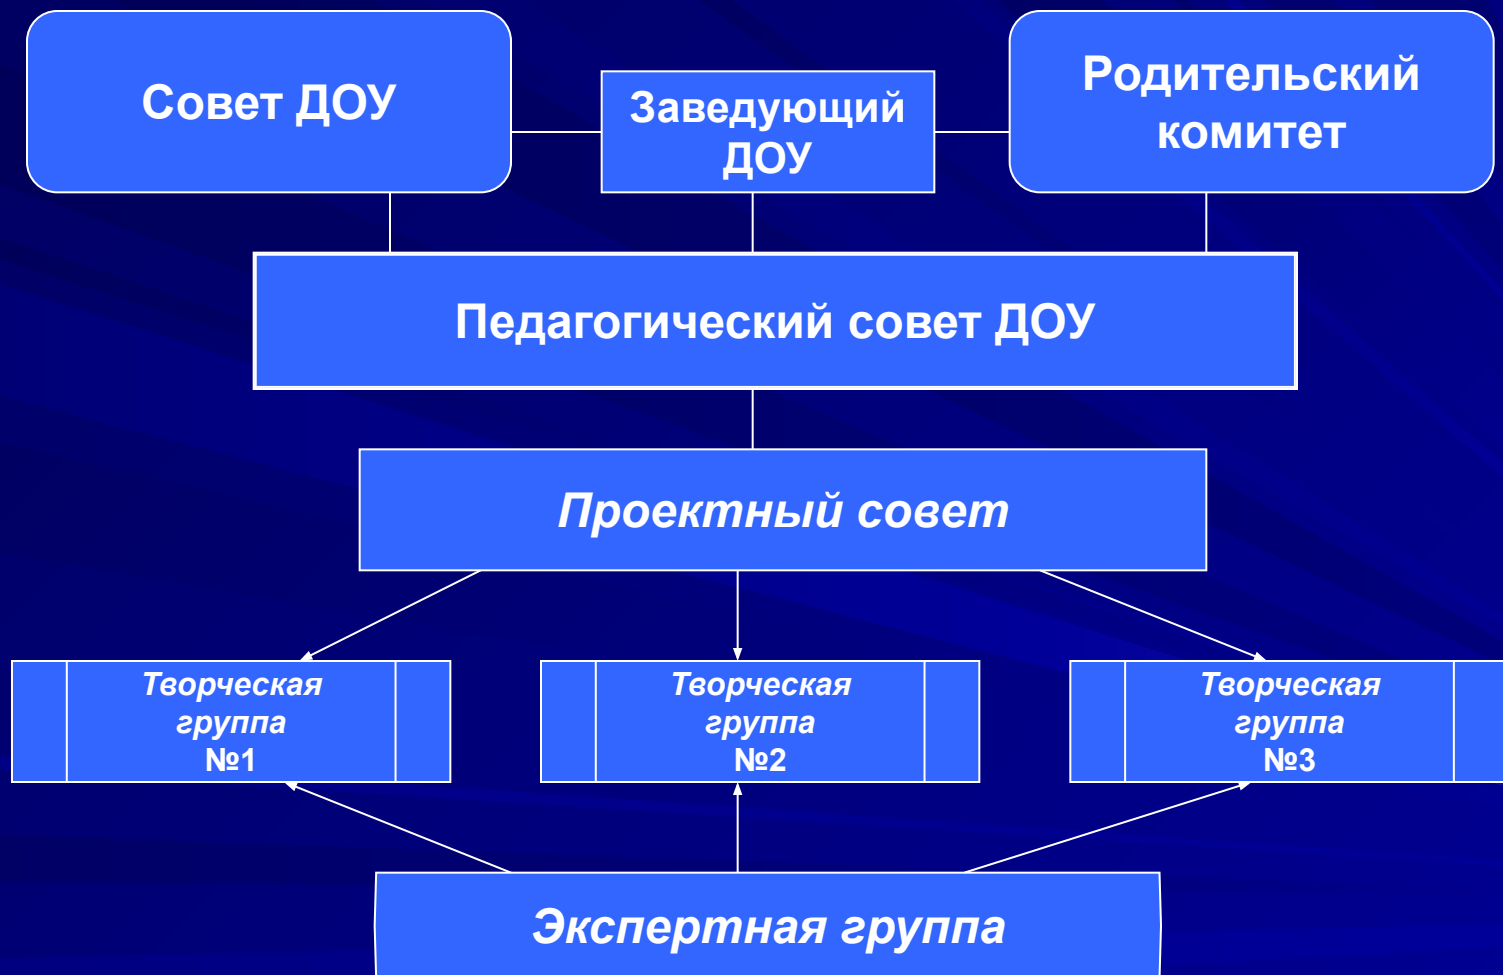 Совет ДОУ
Заведующий
ДОУ
Родительский
комитет
Педагогический совет ДОУ
Проектный совет
Творческая
группа
№1
Творческая
группа
№2
Творческая
группа
№3
Экспертная группа